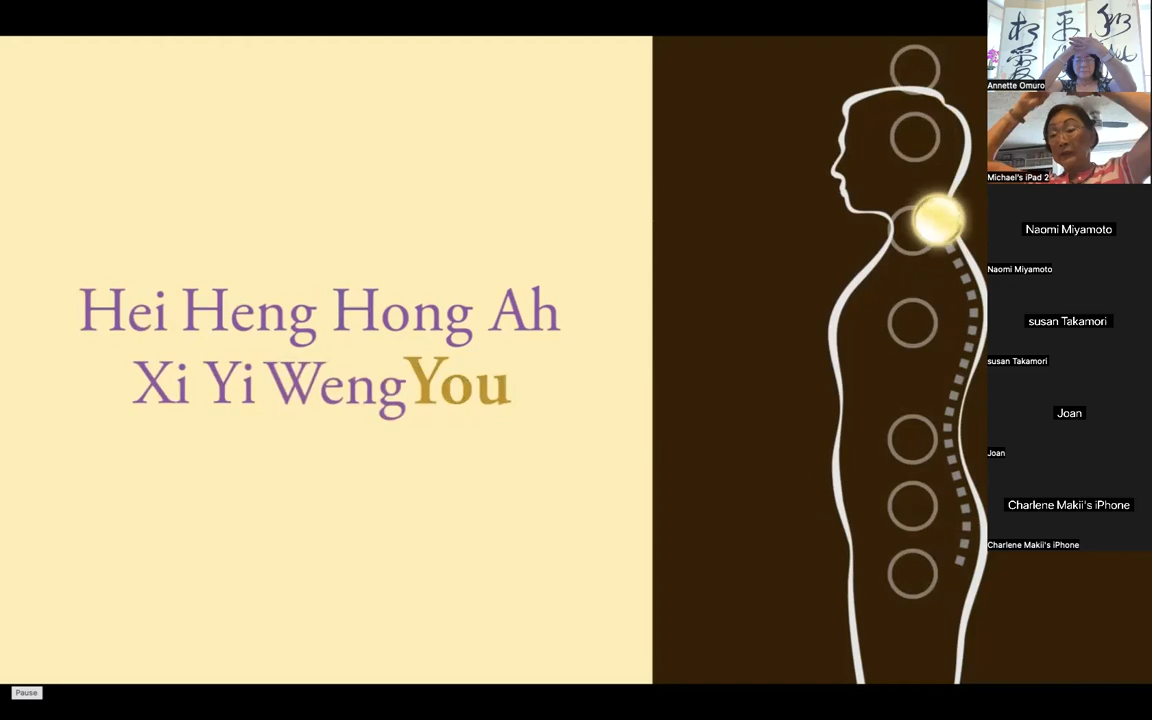 Hei Heng Hong Ah
Xi Yi Weng You
Annette Omuro
Michael's iPad 2
Naomi Miyamoto
Naomi Miyamoto
susan Takamori
susan Takamori
Joan
Joan
Charlene Makii's iPhone
Charlene Makii's iPhone
Pause